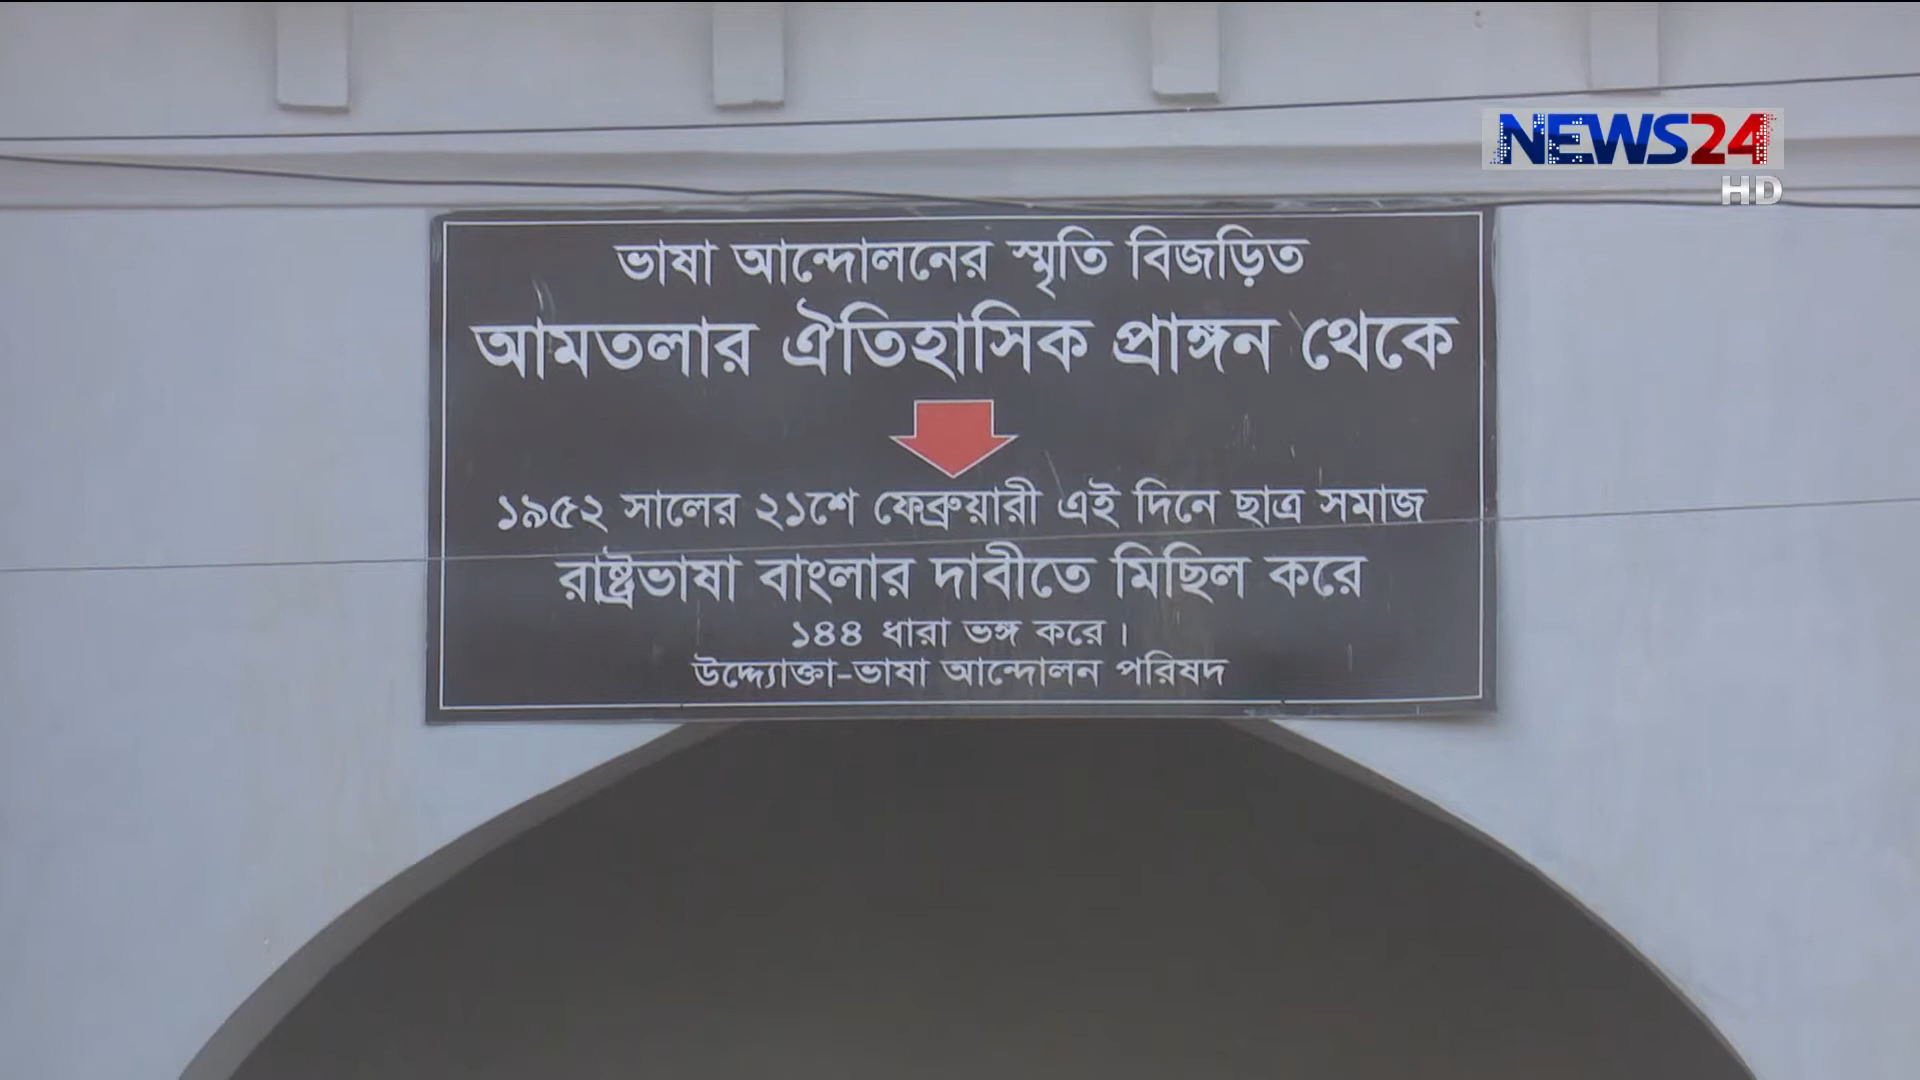 NEWS24
HD
ভাষা আন্দোলনের স্মৃতি বিজড়িত
আমতলার ঐতিহাসিক প্রাঙ্গন থেকে
১৯৫২ সালের ২১শে ফেব্রুয়ারী এই দিনে ছাত্র সমাজ
রাষ্ট্রভাষা বাংলার দাবীতে মিছিল করে
১৪৪ ধারা ভঙ্গ করে।
উদ্দ্যোক্তা-ভাষা আন্দোলন পরিষদ